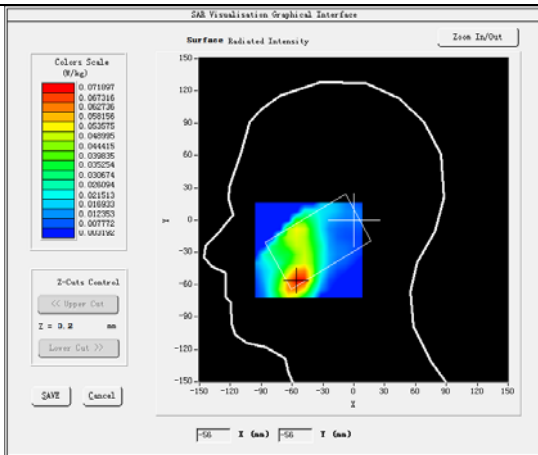 SAR Visualisation Graphical Interface
Surface Radiated Intensity
Zoom In/Out
Colors Scale
(W/kg)
0.071897
0.067316
0.062736
0.058156
0.053575
0.048995
0.044415
0.039835
0.035254
0.030674
0.026094
0.021513
0.016933
0.012353
0.007772
0.003192
Z-Cuts Control
<< Upper Cut
Z = 3.2 mm
Lower Cut >>
SAVE
Cancel
150
120
90
60
30
0
-30
-60
-90
-120
-150
Y
-150 -120 -90 -60 -30 0 30 60 90 120 150
X
-56 X (mm) -56 Y (mm)